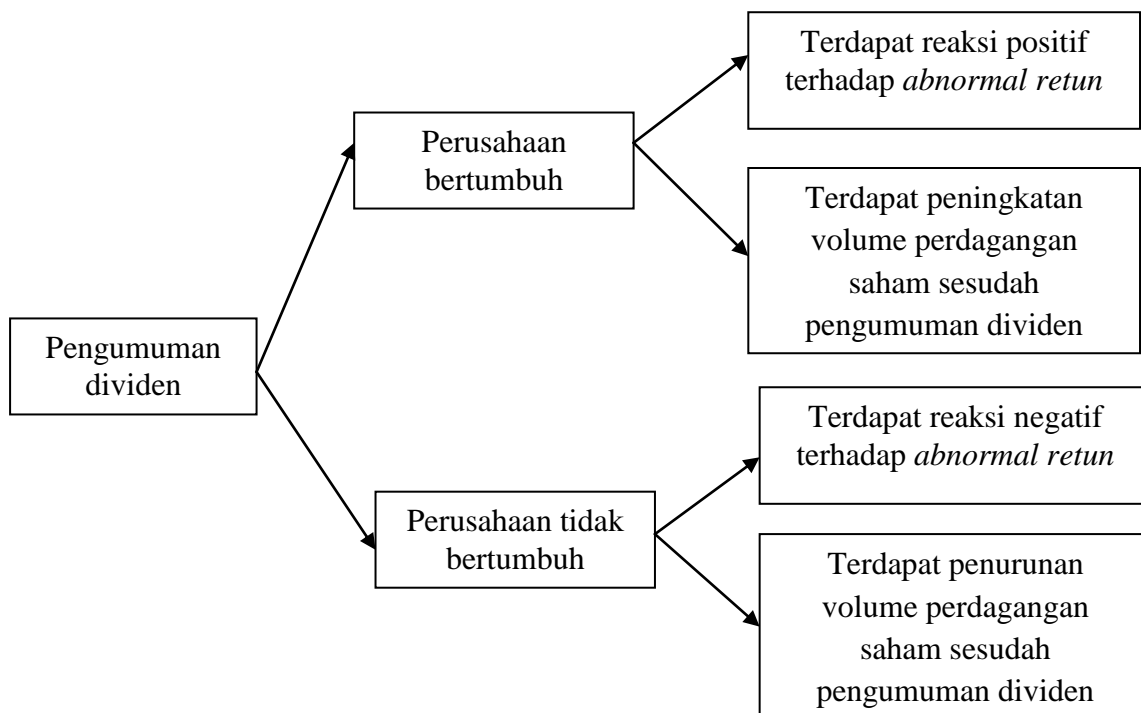 Terdapat reaksi positif
terhadap abnormal retun
Perusahaan
bertumbuh
Terdapat peningkatan
volume perdagangan
saham sesudah
pengumuman dividen
Pengumuman
dividen
Terdapat reaksi negatif
terhadap abnormal retun
Perusahaan tidak
bertumbuh
Terdapat penurunan
volume perdagangan
saham sesudah
pengumuman dividen